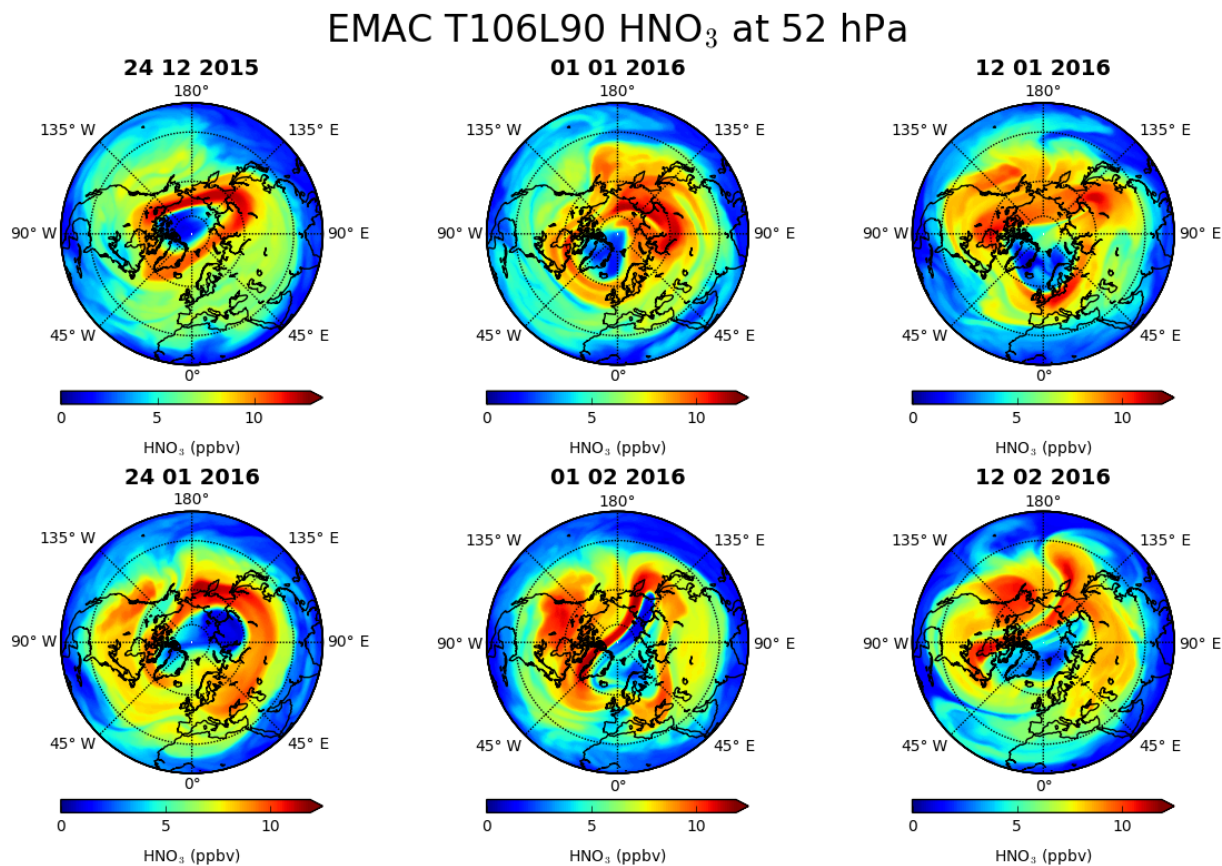 EMAC T106L90 HNO₃ at 52 hPa
24 12 2015 01 01 2016 12 01 2016
180° 180° 180°
135° W 135° E 135° W 135° E 135° W 135° E
90° W 90° E 90° W 90° E 90° W 90° E
45° W 45° E 45° W 45° E 45° W 45° E
0° 0° 0°
0 5 10 0 5 10 0 5 10
HNO₃ (ppbv) HNO₃ (ppbv) HNO₃ (ppbv)
24 01 2016 01 02 2016 12 02 2016
180° 180° 180°
135° W 135° E 135° W 135° E 135° W 135° E
90° W 90° E 90° W 90° E 90° W 90° E
45° W 45° E 45° W 45° E 45° W 45° E
0° 0° 0°
0 5 10 0 5 10 0 5 10
HNO₃ (ppbv) HNO₃ (ppbv) HNO₃ (ppbv)